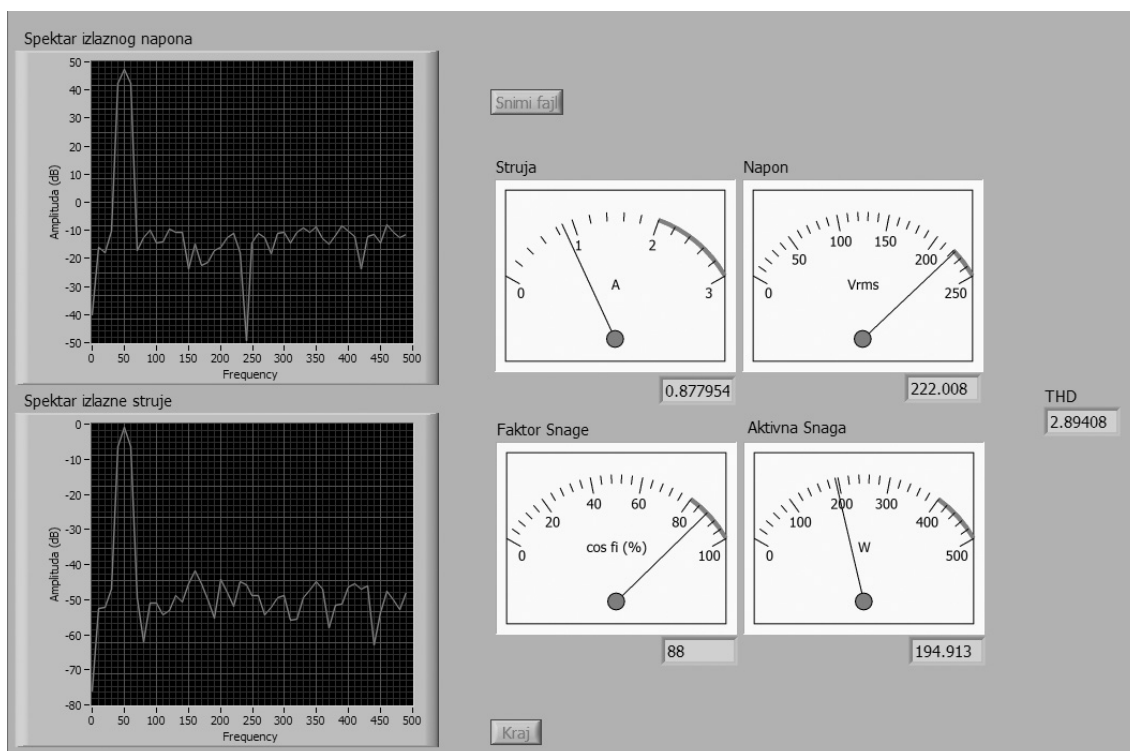 Spektar izlaznog napona
50
40
30
20
10
0
-10
-20
-30
-40
-50
Amplituda (dB)
0 50 100 150 200 250 300 350 400 450 500
Frequency
Spektar izlazne struje
0
-10
-20
-30
-40
-50
-60
-70
-80
Amplituda (dB)
0 50 100 150 200 250 300 350 400 450 500
Frequency
Snimi fajl
Struja
0 1 2 3
A
0.877954
Napon
0 50 100 150 200 250
Vrms
222.008
Faktor Snage
0 20 40 60 80 100
cos fi (%)
88
Aktivna Snaga
0 100 200 300 400 500
W
194.913
THD
2.89408
Kraj